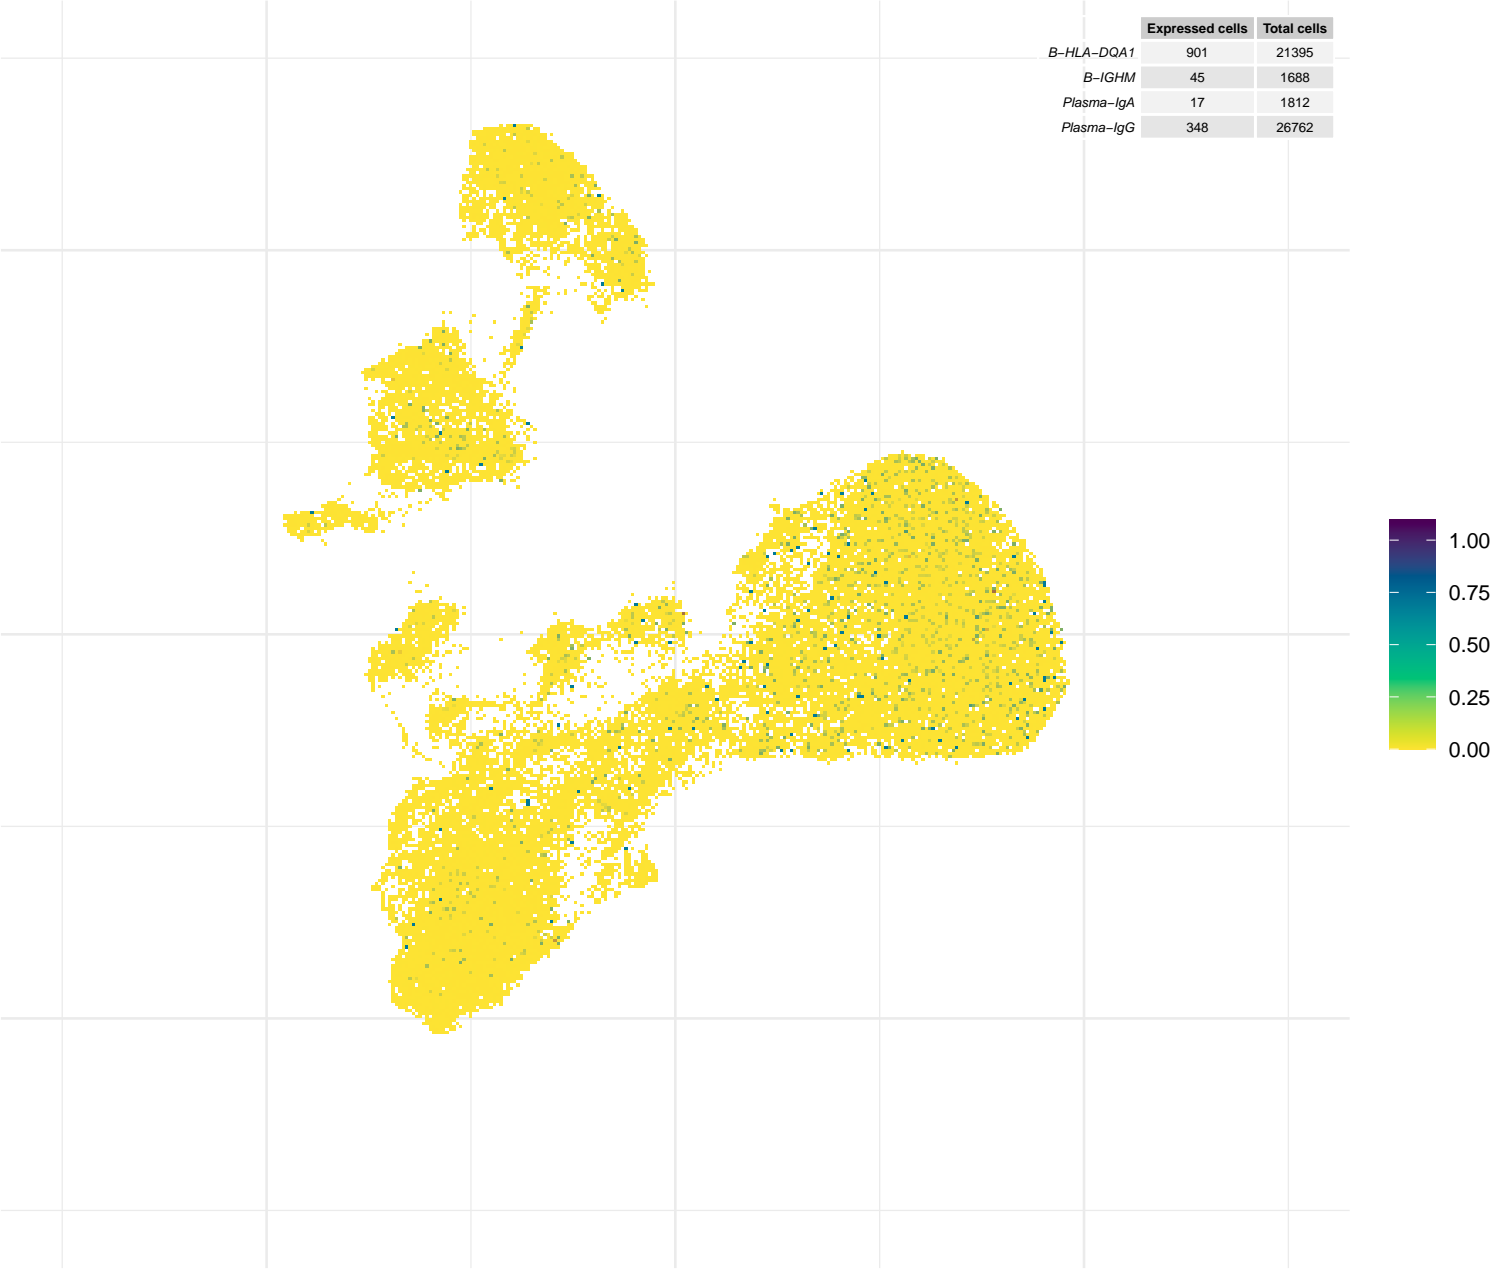 Expressed cells Total cells
B−HLA−DQA1 901 21395
B−IGHM 45 1688
Plasma−IgA 17 1812
Plasma−IgG 348 26762
1.00
0.75
0.50
0.25
0.00